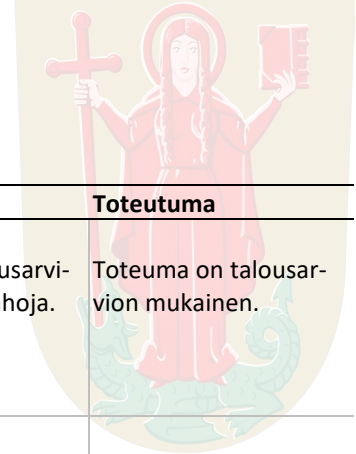 Toteutuma
usarvi-
hoja.
Toteuma on talousar-
vion mukainen.